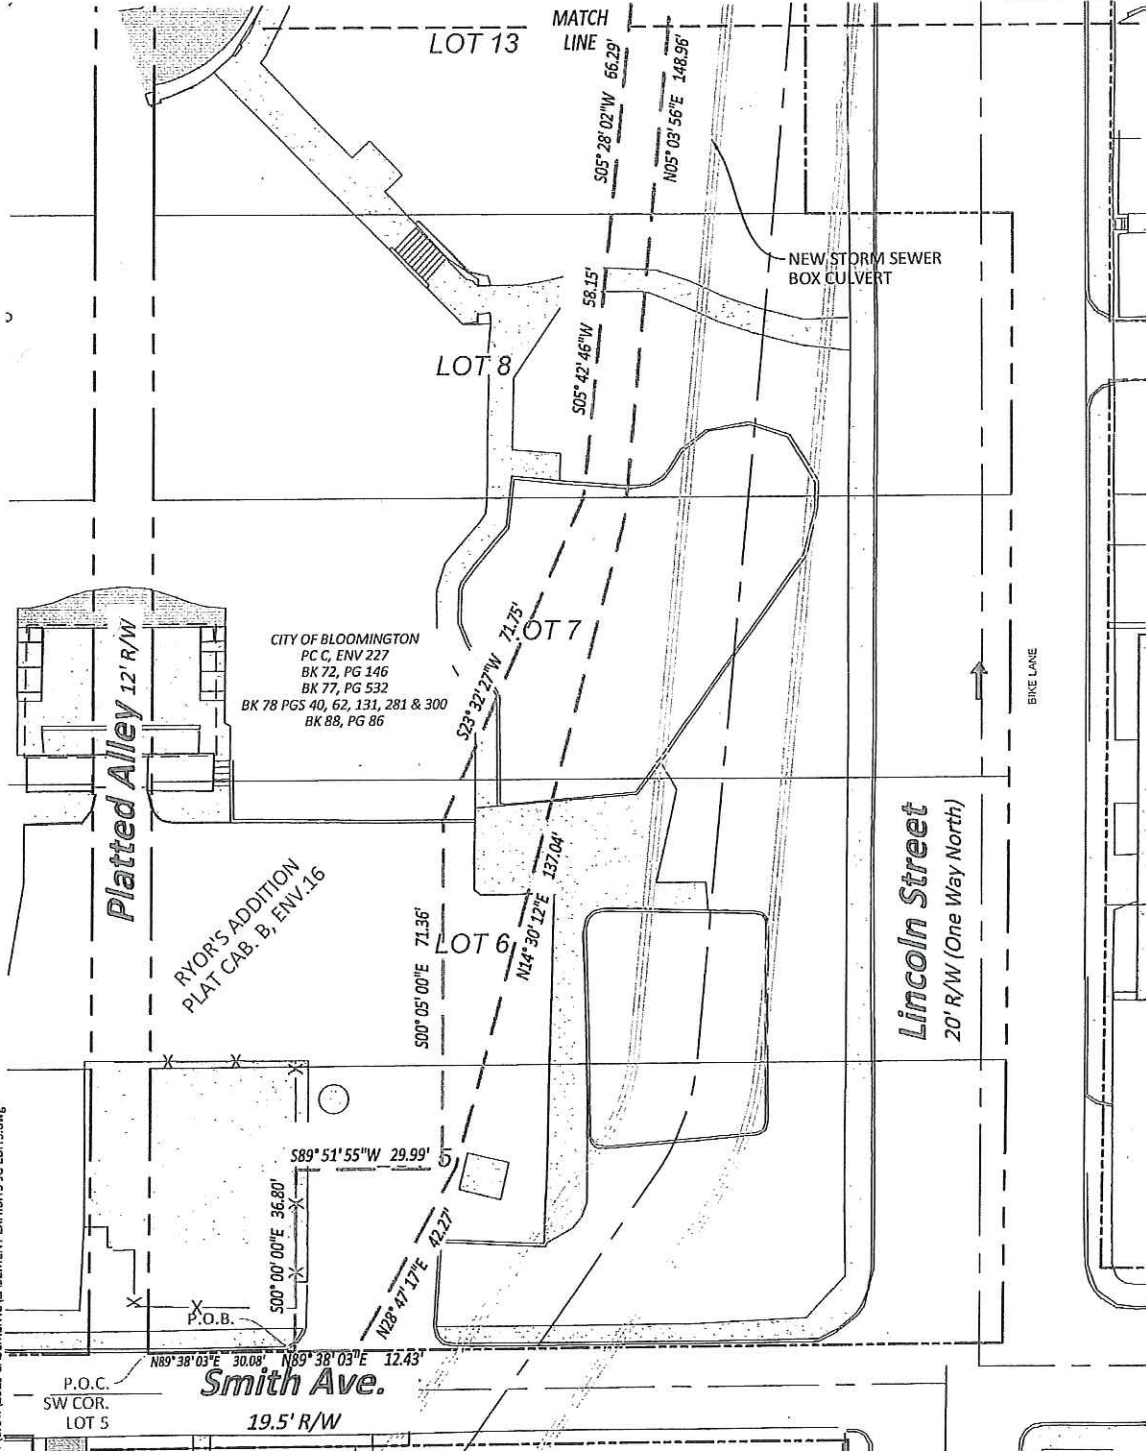 MATCH
LINE
LOT 13
S05° 28' 02"W 66.29'
N05° 03' 56"E 148.96'
NEW STORM SEWER
BOX CULVERT
S05° 42' 46"W 58.15'
LOT 8
CITY OF BLOOMINGTON
PC C, ENV 227
BK 72, PG 146
BK 77, PG 532
BK 78 PGS 40, 62, 131, 281 & 300
BK 88, PG 86
OT 7
S23° 32' 27"W 71.75'
BIKE LANE
Platted Alley 12' R/W
Lincoln Street
20' R/W (One Way North)
RYOR'S ADDITION
PLAT CAB. B, ENV.16
N14° 30' 12"E 137.04'
LOT 6
S00° 05' 00"E 71.36'
S89° 51' 55"W 29.99'
5
S00° 00' 00"E 36.80'
N28° 47' 17"E 42.27'
P.O.B.
N89° 38' 03"E 30.08'
N89° 38' 03"E 12.43'
P.O.C.
SW COR.
LOT 5
Smith Ave.
19.5' R/W